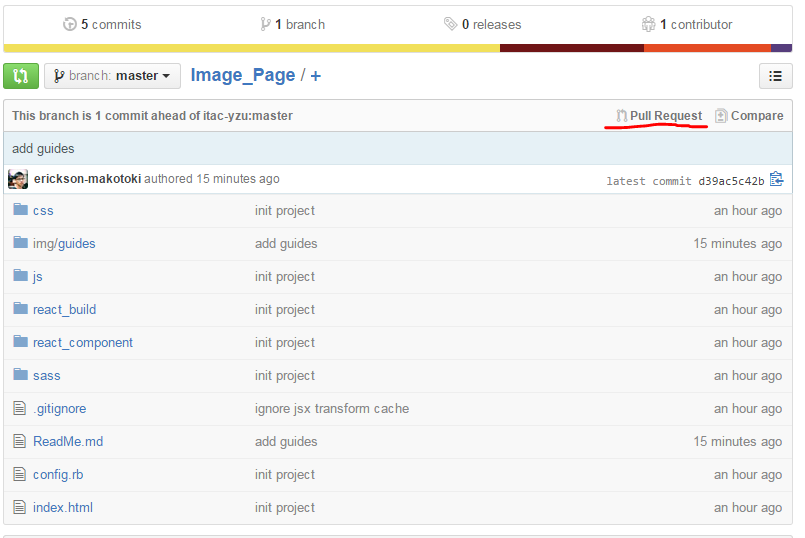 5 commits 1 branch 0 releases 1 contributor
branch: master Image_Page / +
This branch is 1 commit ahead of itac-yzu:master Pull Request Compare
add guides
erickson-makotoki authored 15 minutes ago latest commit d39ac5c42b
css init project an hour ago
img/guides add guides 15 minutes ago
js init project an hour ago
react_build init project an hour ago
react_component init project an hour ago
sass init project an hour ago
.gitignore ignore jsx transform cache an hour ago
ReadMe.md add guides 15 minutes ago
config.rb init project an hour ago
index.html init project an hour ago